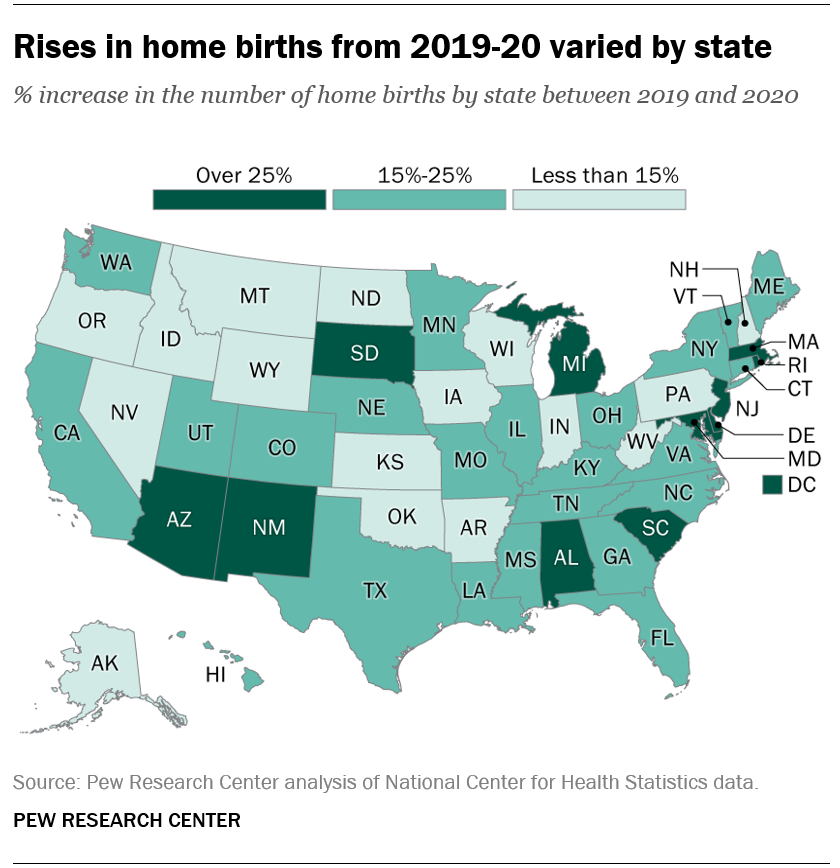 Rises in home births from 2019-20 varied by state
% increase in the number of home births by state between 2019 and 2020
Over 25%
15%-25%
Less than 15%
WA
MT
ND
MN
OR
ID
SD
WI
MI
NH
VT
ME
NY
MA
RI
CT
WY
NV
UT
CO
NE
IA
IL
IN
OH
PA
NJ
CA
KS
MO
KY
WV
VA
DE
MD
DC
AZ
NM
OK
AR
TN
NC
SC
TX
LA
MS
AL
GA
FL
AK
HI
Source: Pew Research Center analysis of National Center for Health Statistics data.
PEW RESEARCH CENTER